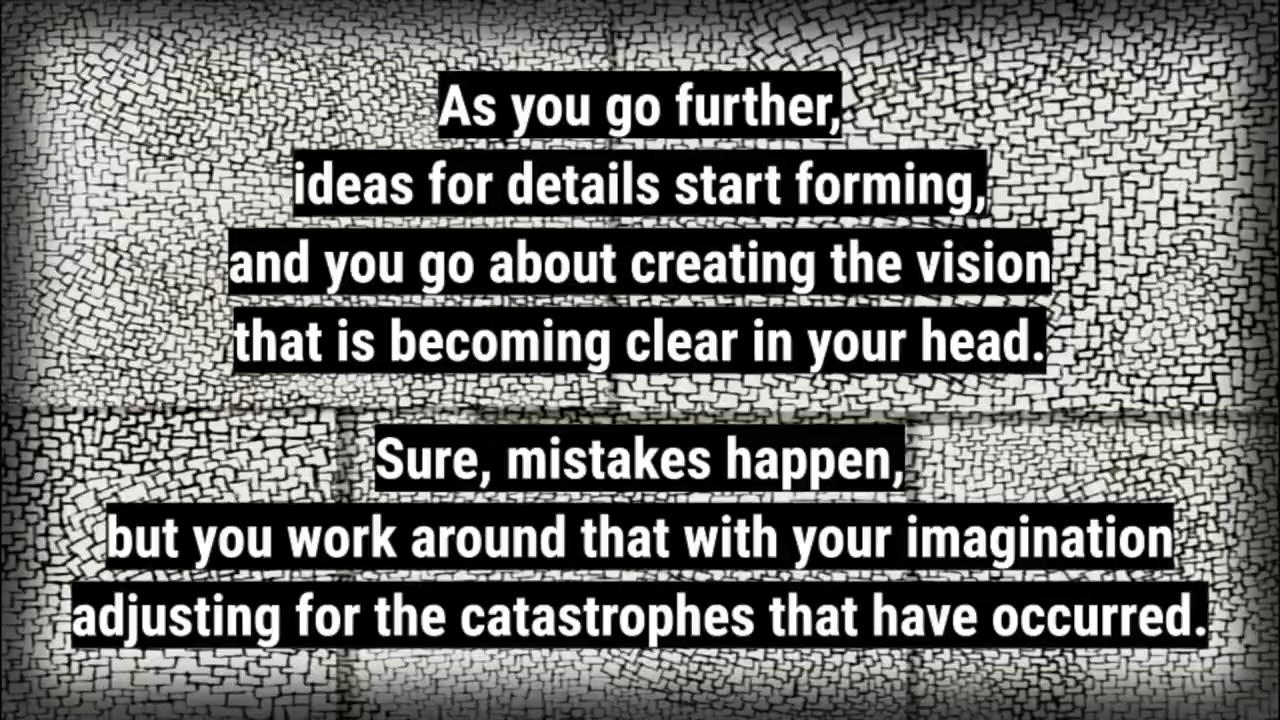 As you go further,
ideas for details start forming,
and you go about creating the vision
that is becoming clear in your head.
Sure, mistakes happen,
but you work around that with your imagination
adjusting for the catastrophes that have occurred.